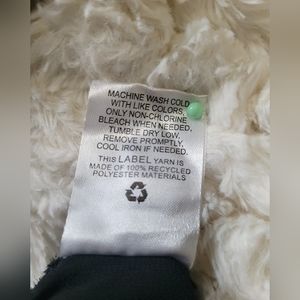 MACHINE WASH COLD
WITH LIKE COLORS.
ONLY NON-CHLORINE
BLEACH WHEN NEEDED.
TUMBLE DRY LOW.
REMOVE PROMPTLY.
COOL IRON IF NEEDED.
THIS LABEL YARN IS
MADE OF 100% RECYCLED
POLYESTER MATERIALS